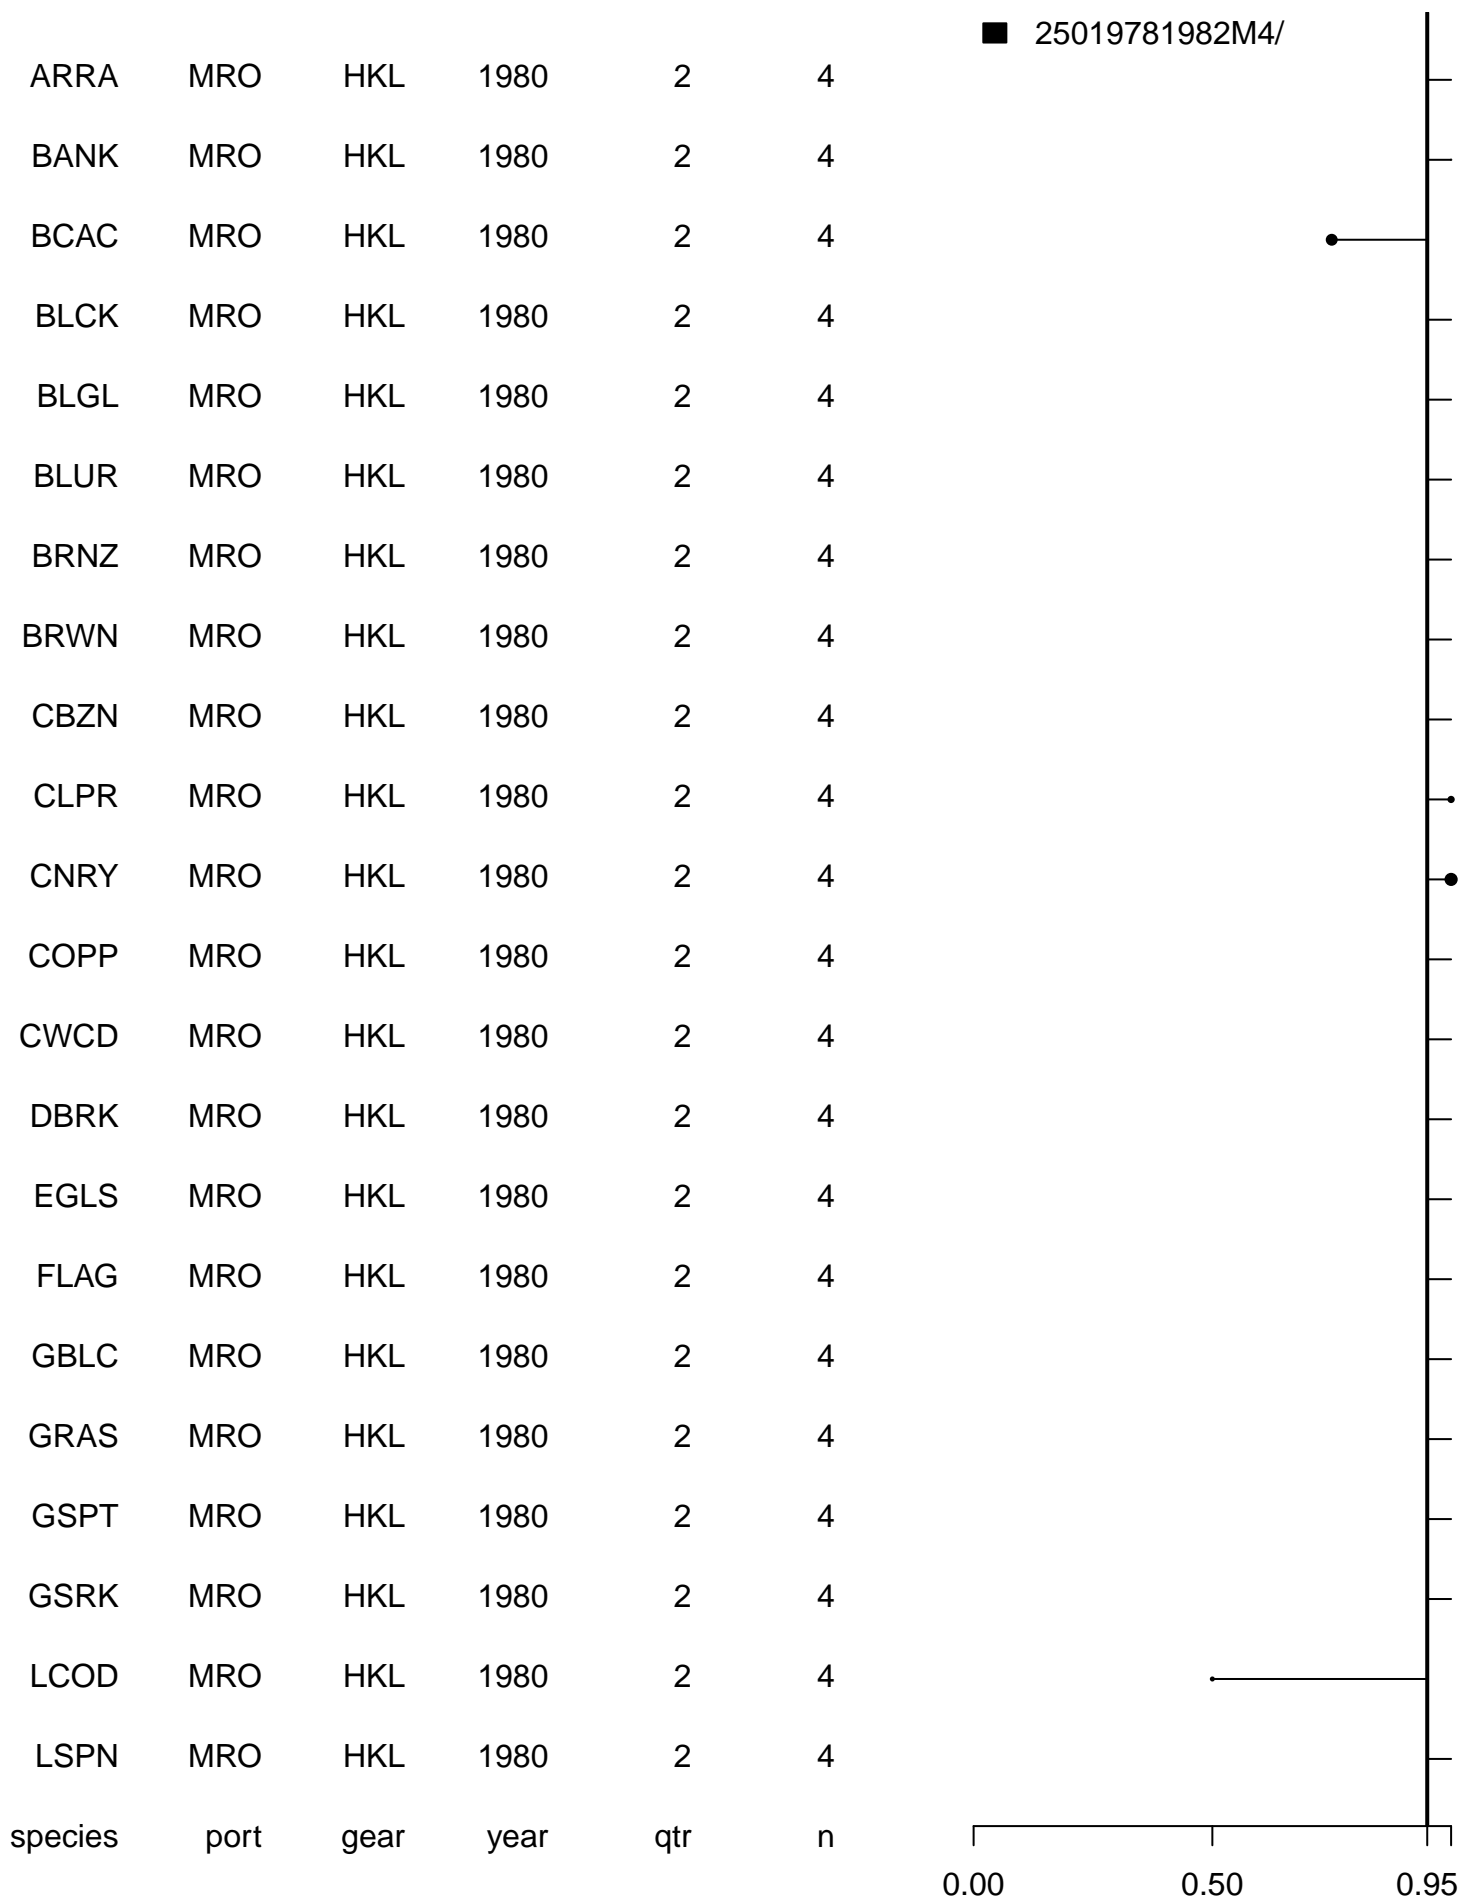 25019781982M4/
ARRA MRO HKL 1980 2 4
BANK MRO HKL 1980 2 4
BCAC MRO HKL 1980 2 4
BLCK MRO HKL 1980 2 4
BLGL MRO HKL 1980 2 4
BLUR MRO HKL 1980 2 4
BRNZ MRO HKL 1980 2 4
BRWN MRO HKL 1980 2 4
CBZN MRO HKL 1980 2 4
CLPR MRO HKL 1980 2 4
CNRY MRO HKL 1980 2 4
COPP MRO HKL 1980 2 4
CWCD MRO HKL 1980 2 4
DBRK MRO HKL 1980 2 4
EGLS MRO HKL 1980 2 4
FLAG MRO HKL 1980 2 4
GBLC MRO HKL 1980 2 4
GRAS MRO HKL 1980 2 4
GSPT MRO HKL 1980 2 4
GSRK MRO HKL 1980 2 4
LCOD MRO HKL 1980 2 4
LSPN MRO HKL 1980 2 4
species port gear year qtr n
0.00 0.50 0.95